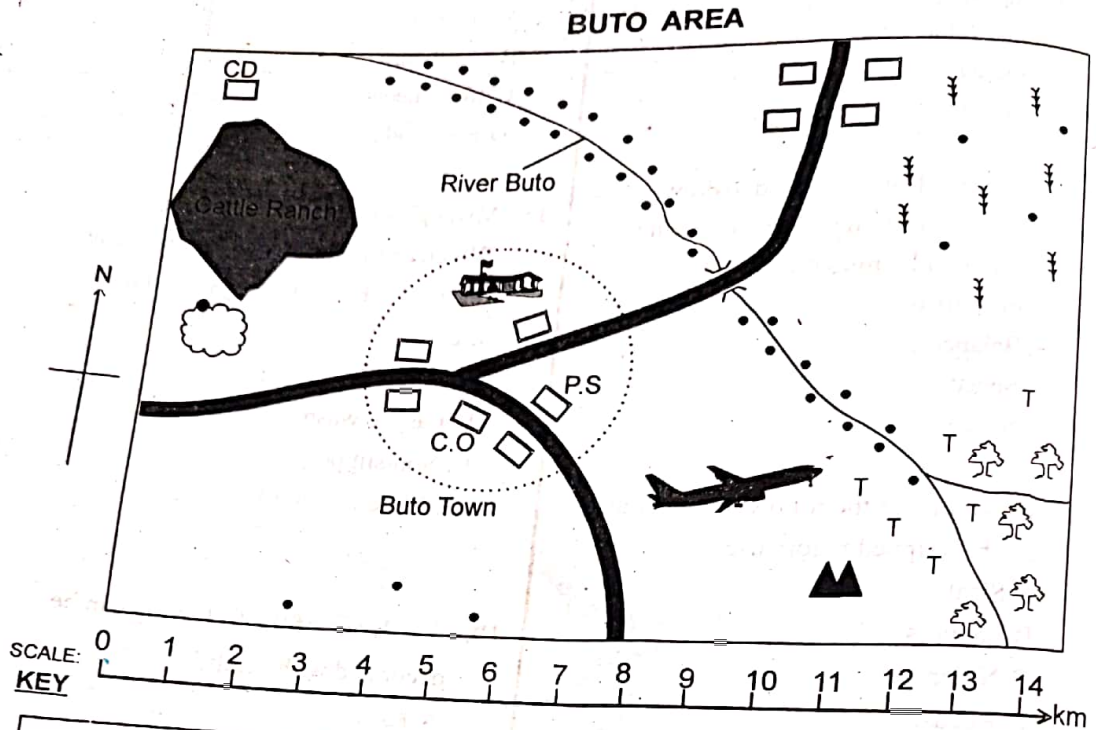 BUTO AREA
CD
River Buto
Cattle Ranch
N
P.S
C.O
Buto Town
T
T
T
T
T
T
SCALE: 0 1 2 3 4 5 6 7 8 9 10 11 12 13 14
km
KEY